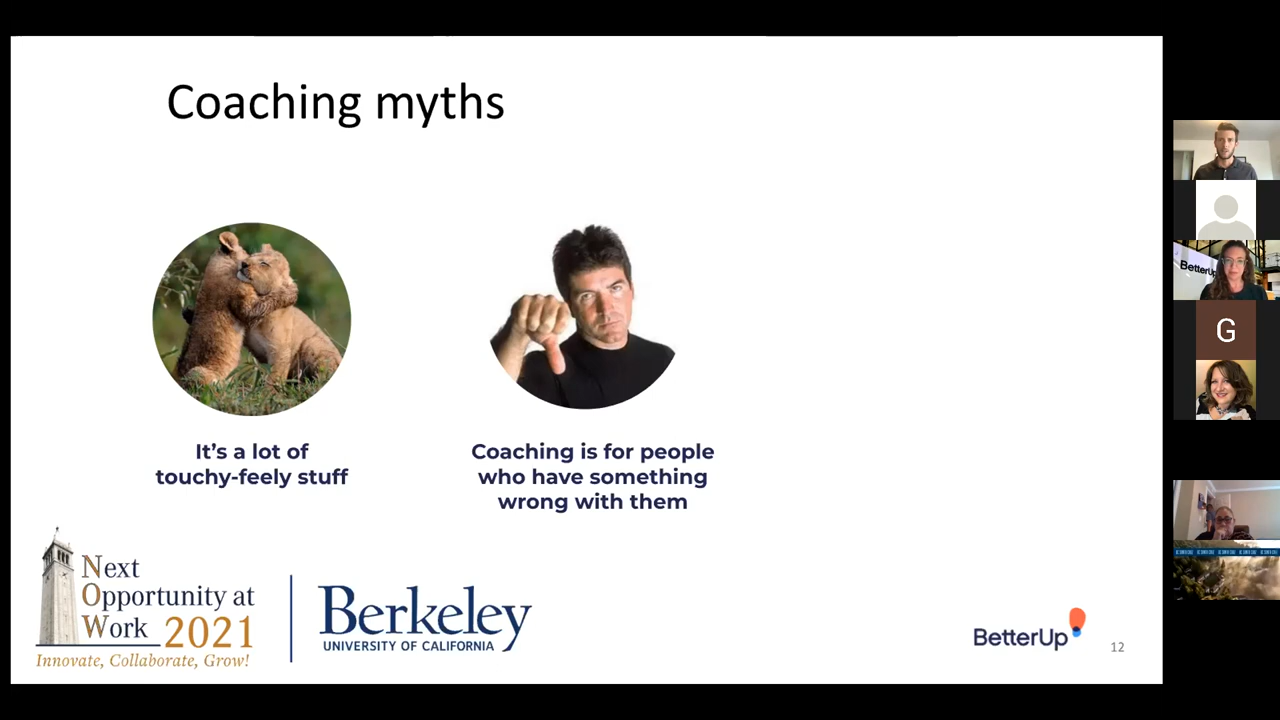 Coaching myths
It's a lot of
touchy-feely stuff
Coaching is for people
who have something
wrong with them
Next
Opportunity at
Work 2021
Innovate, Collaborate, Grow!
Berkeley
UNIVERSITY OF CALIFORNIA
BetterUp
12
BetterUp
G